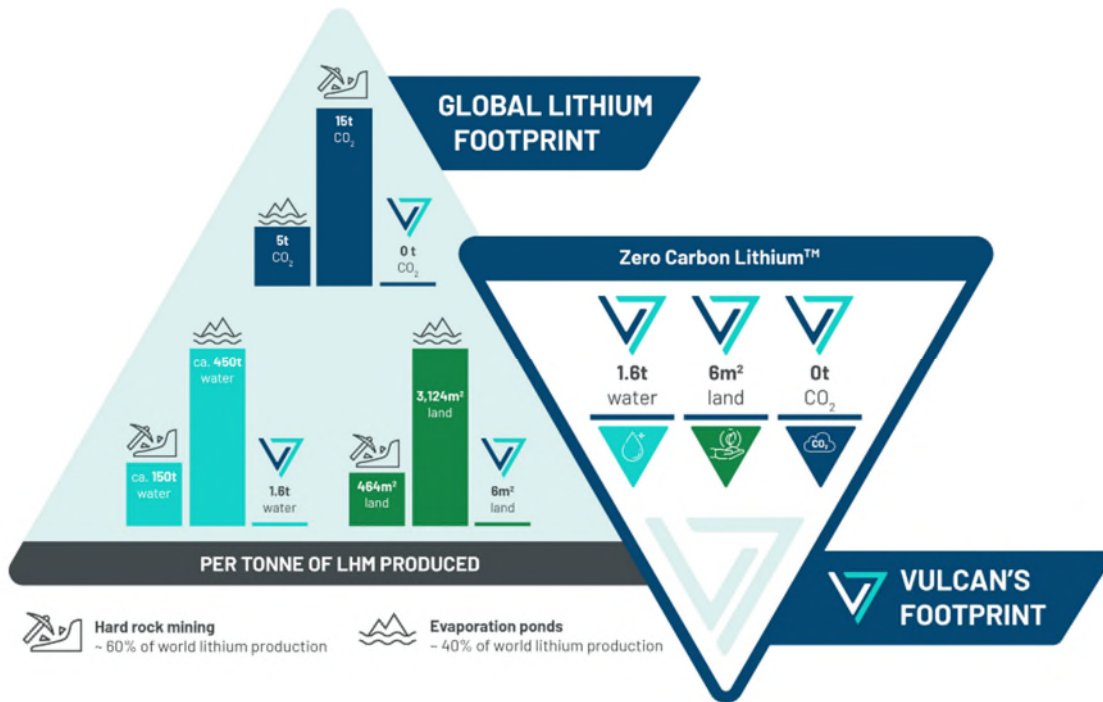 GLOBAL LITHIUM
FOOTPRINT
15t
CO₂
5t
CO₂
0 t
CO₂
ca. 450t
water
ca. 150t
water
1.6t
water
3,124m²
land
464m²
land
6m²
land
PER TONNE OF LHM PRODUCED
Hard rock mining
~ 60% of world lithium production
Evaporation ponds
~ 40% of world lithium production
Zero Carbon Lithium™
1.6t
water
6m²
land
0t
CO₂
CO₂
VULCAN'S
FOOTPRINT